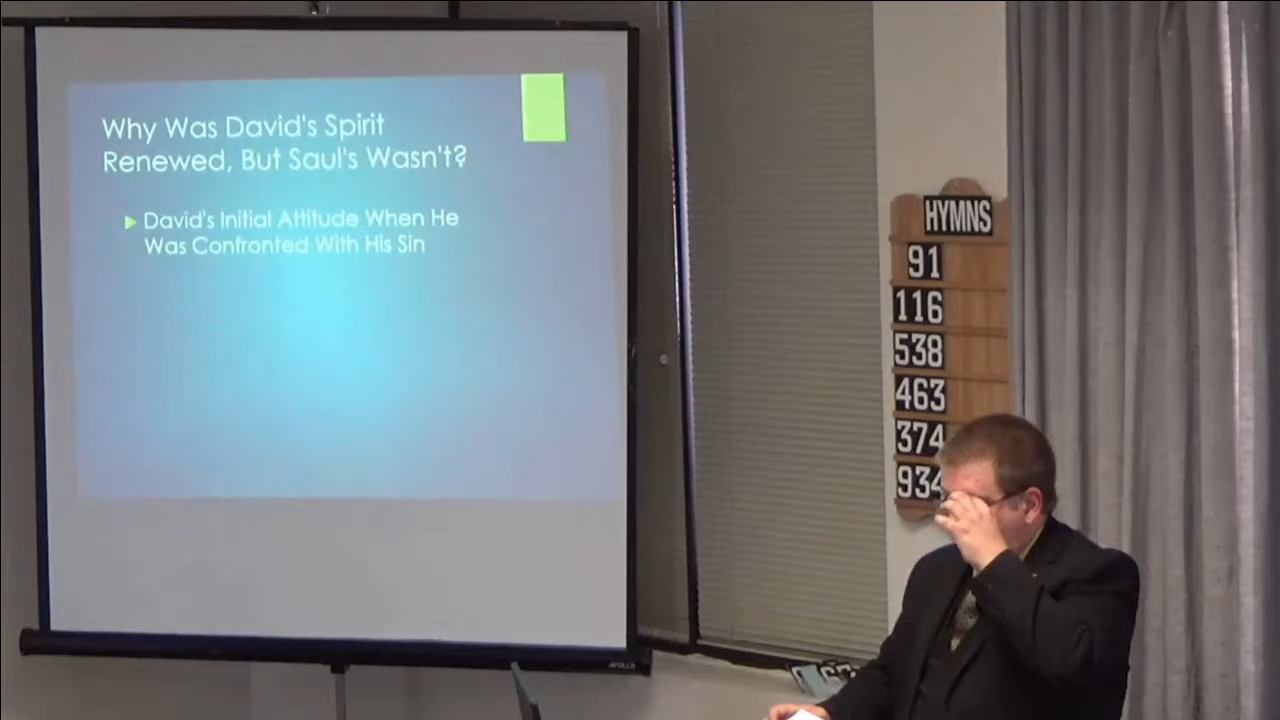 Why Was David's Spirit
Renewed, But Saul's Wasn't?
David's Initial Attitude When He
Was Confronted With His Sin
HYMNS
91
116
538
463
374
934
APOLLO